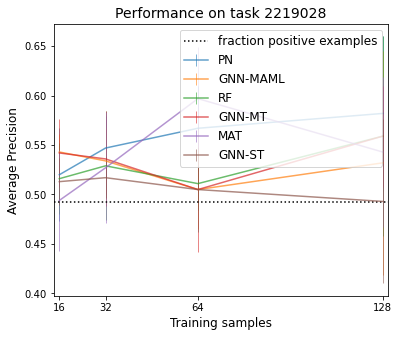 Performance on task 2219028
fraction positive examples
PN
GNN-MAML
RF
GNN-MT
MAT
GNN-ST
Average Precision
0.65
0.60
0.55
0.50
0.45
0.40
16 32 64 128
Training samples